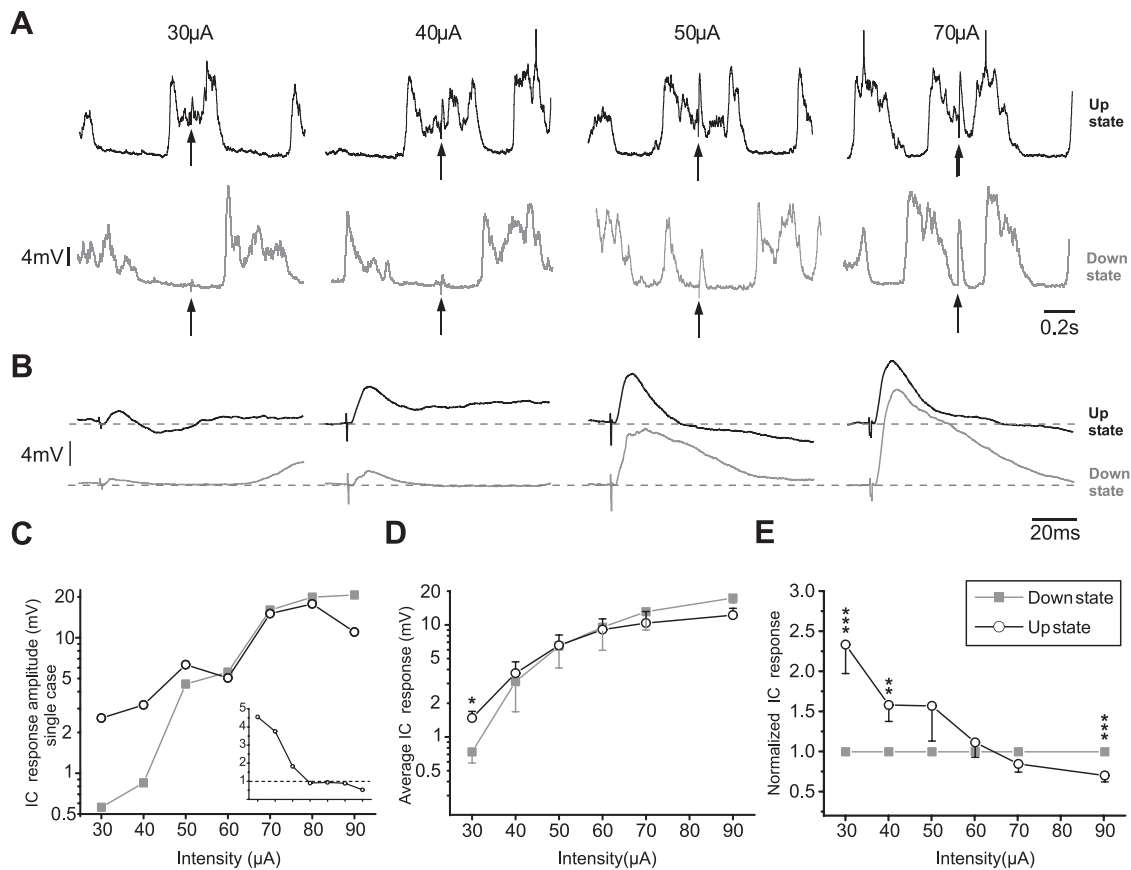 A
30µA 40µA 50µA 70µA
Up
state
4mV
Down
state
0.2s
B
Up
state
4mV
Down
state
20ms
C
IC response amplitude (mV)
single case
20
10
5
2
1
0.5
5
4
3
2
1
30 40 50 60 70 80 90
Intensity (µA)
D
Average IC response (mV)
20
10
5
2
1
0.5
30 40 50 60 70 80 90
Intensity(µA)
*
E
Normalized IC response
3.0
2.5
2.0
1.5
1.0
0.5
30 40 50 60 70 80 90
Intensity(µA)
***
**
***
Down state
Up state